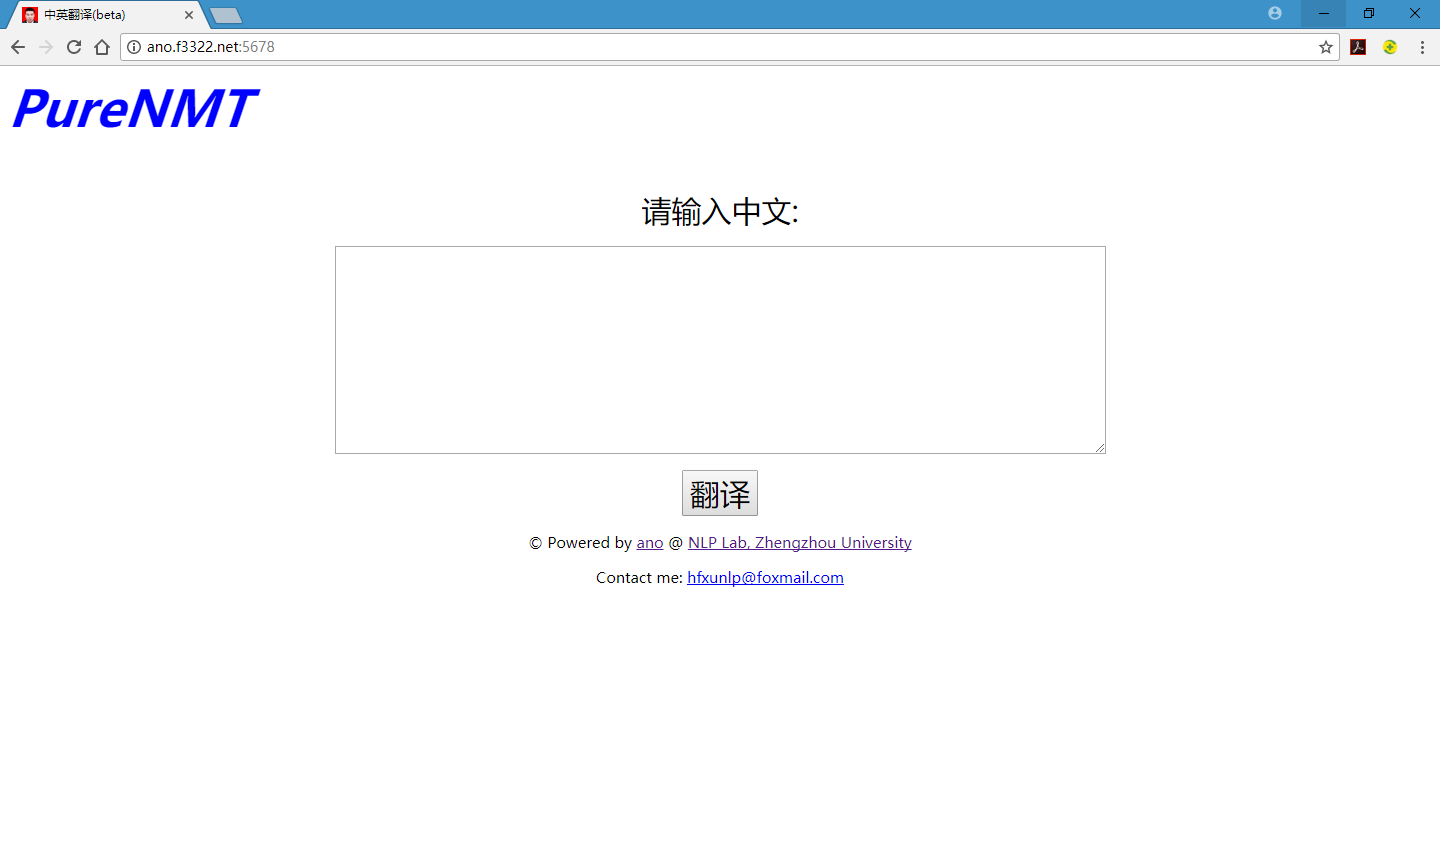 中英翻译(beta)
ano.f3322.net:5678
PureNMT
请输入中文:
翻译
© Powered by ano @ NLP Lab, Zhengzhou University
Contact me: hfxunlp@foxmail.com